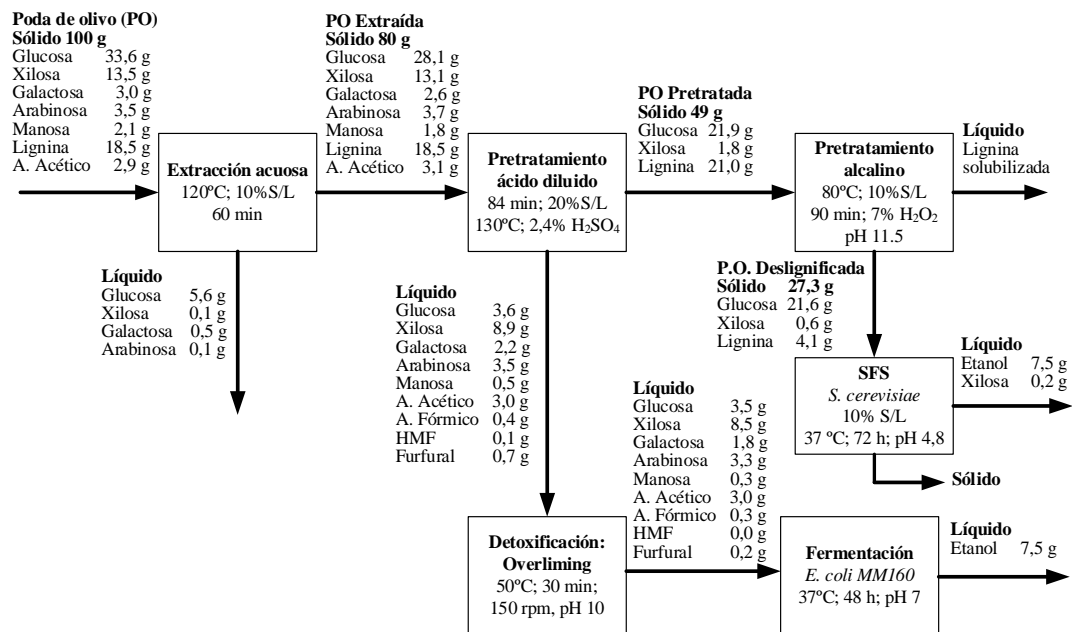 Poda de olivo (PO)
Sólido 100 g
Glucosa 33,6 g
Xilosa 13,5 g
Galactosa 3,0 g
Arabinosa 3,5 g
Manosa 2,1 g
Lignina 18,5 g
A. Acético 2,9 g
Extracción acuosa
120ºC; 10%S/L
60 min
Líquido
Glucosa 5,6 g
Xilosa 0,1 g
Galactosa 0,5 g
Arabinosa 0,1 g
PO Extraída
Sólido 80 g
Glucosa 28,1 g
Xilosa 13,1 g
Galactosa 2,6 g
Arabinosa 3,7 g
Manosa 1,8 g
Lignina 18,5 g
A. Acético 3,1 g
Pretratamiento
ácido diluido
84 min; 20%S/L
130ºC; 2,4% H₂SO₄
Líquido
Glucosa 3,6 g
Xilosa 8,9 g
Galactosa 2,2 g
Arabinosa 3,5 g
Manosa 0,5 g
A. Acético 3,0 g
A. Fórmico 0,4 g
HMF 0,1 g
Furfural 0,7 g
PO Pretratada
Sólido 49 g
Glucosa 21,9 g
Xilosa 1,8 g
Lignina 21,0 g
Pretratamiento
alcalino
80ºC; 10%S/L
90 min; 7% H₂O₂
pH 11.5
Líquido
Lignina
solubilizada
P.O. Deslignificada
Sólido 27,3 g
Glucosa 21,6 g
Xilosa 0,6 g
Lignina 4,1 g
SFS
S. cerevisiae
10% S/L
37 ºC; 72 h; pH 4,8
Líquido
Etanol 7,5 g
Xilosa 0,2 g
Sólido
Detoxificación:
Overliming
50ºC; 30 min;
150 rpm, pH 10
Líquido
Glucosa 3,5 g
Xilosa 8,5 g
Galactosa 1,8 g
Arabinosa 3,3 g
Manosa 0,3 g
A. Acético 3,0 g
A. Fórmico 0,3 g
HMF 0,0 g
Furfural 0,2 g
Fermentación
E. coli MM160
37ºC; 48 h; pH 7
Líquido
Etanol 7,5 g